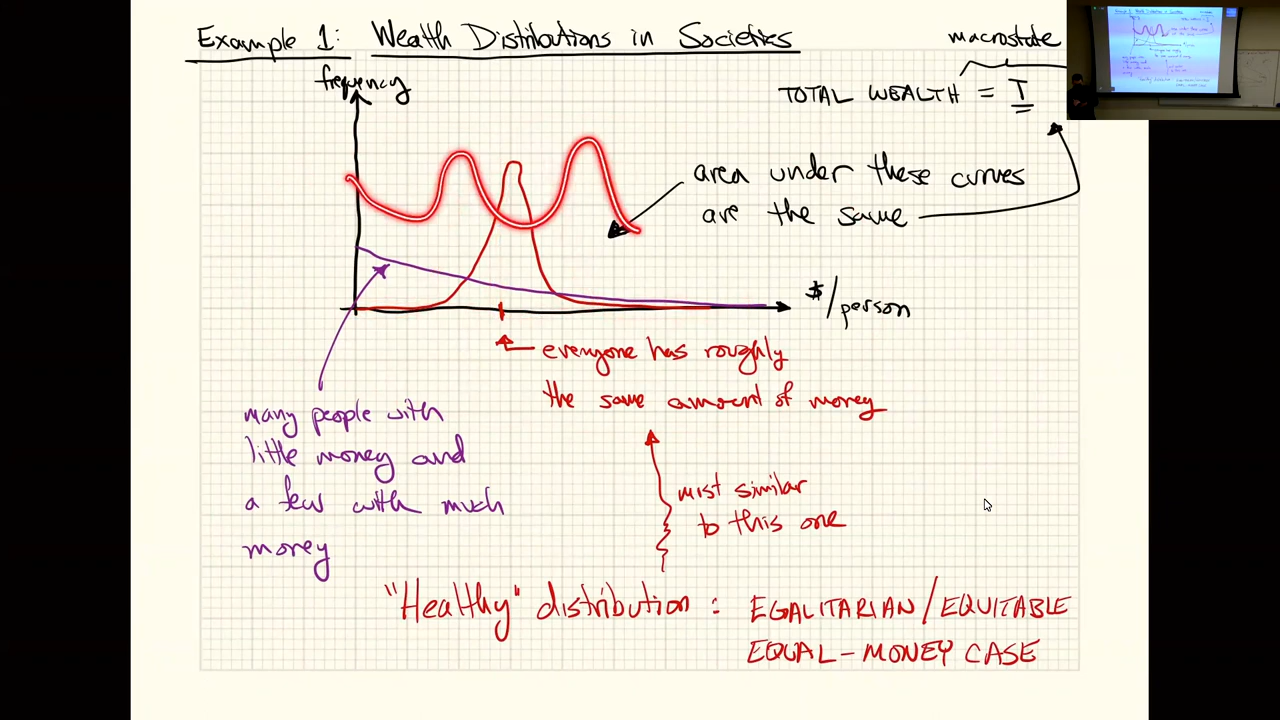 Example 1: Wealth Distributions in Societies
macrostate
frequency
TOTAL WEALTH = T
area under these curves
are the same
$/person
everyone has roughly
the same amount of money
many people with
little money and
a few with much
money
most similar
to this one
"Healthy" distribution : EGALITARIAN/EQUITABLE
EQUAL-MONEY CASE